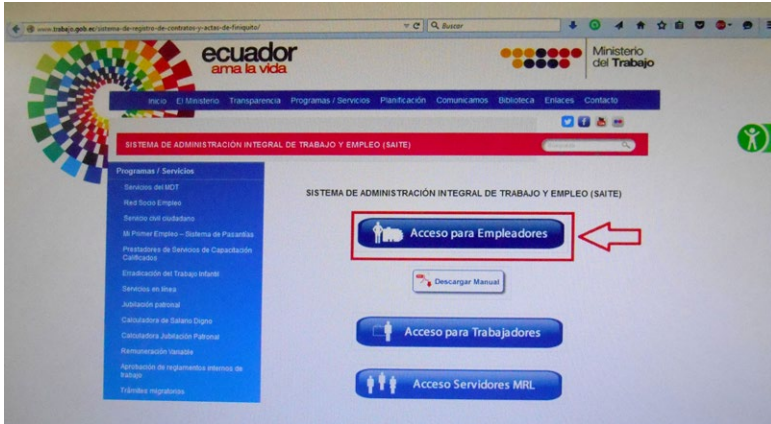 www.trabajo.gob.ec/sistema-de-registro-de-contratos-y-actas-de-finiquito/
Buscar
ecuador
ama la vida
Ministerio
del Trabajo
Inicio El Ministerio Transparencia Programas / Servicios Planificación Comunicamos Biblioteca Enlaces Contacto
SISTEMA DE ADMINISTRACIÓN INTEGRAL DE TRABAJO Y EMPLEO (SAITE)
Programas / Servicios
Servicios del MDT
Red Socio Empleo
Servicio civil ciudadano
Mi Primer Empleo – Sistema de Pasantías
Prestadores de Servicios de Capacitación
Calificados
Erradicación del Trabajo Infantil
Servicios en línea
Jubilación patronal
Calculadora de Salario Digno
Calculadora Jubilación Patronal
Remuneración Variable
Aprobación de reglamentos internos de
trabajo
Trámites migratorios
SISTEMA DE ADMINISTRACIÓN INTEGRAL DE TRABAJO Y EMPLEO (SAITE)
Acceso para Empleadores
Descargar Manual
Acceso para Trabajadores
Acceso Servidores MRL